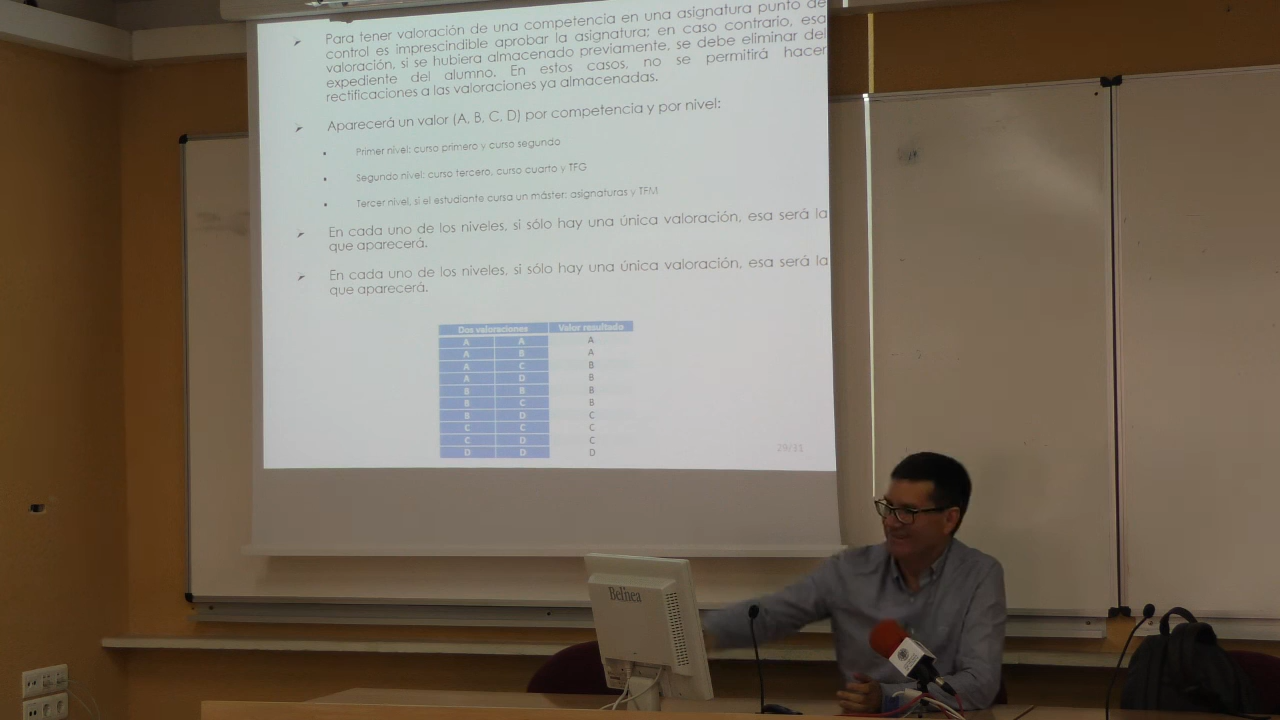 Para tener valoración de una competencia en una asignatura punto de
control es imprescindible aprobar la asignatura; en caso contrario, esa
valoración, si se hubiera almacenado previamente, se debe eliminar del
expediente del alumno. En estos casos, no se permitirá hacer
rectificaciones a las valoraciones ya almacenadas.
Aparecerá un valor (A, B, C, D) por competencia y por nivel:
Primer nivel: curso primero y curso segundo
Segundo nivel: curso tercero, curso cuarto y TFG
Tercer nivel, si el estudiante cursa un máster: asignaturas y TFM
En cada uno de los niveles, si sólo hay una única valoración, esa será la
que aparecerá.
En cada uno de los niveles, si sólo hay una única valoración, esa será la
que aparecerá.
Dos valoraciones Valor resultado
A A A
A B A
A C B
A D B
B B B
B C B
B D C
C C C
C D C
D D D
29/35
Belinea